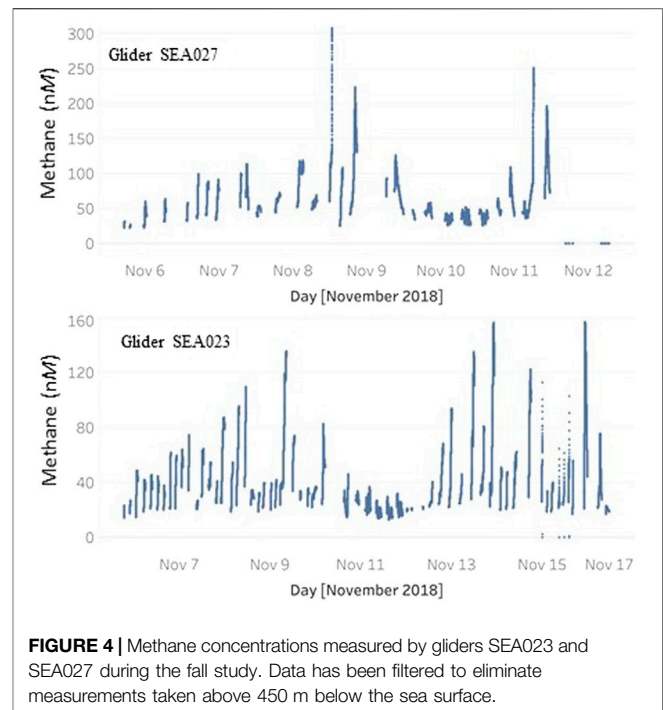 Glider SEA027
Methane (nM)
300
250
200
150
100
50
0
Nov 6 Nov 7 Nov 8 Nov 9 Nov 10 Nov 11 Nov 12
Day [November 2018]
Glider SEA023
Methane (nM)
160
120
80
40
0
Nov 7 Nov 9 Nov 11 Nov 13 Nov 15 Nov 17
Day [November 2018]
FIGURE 4 | Methane concentrations measured by gliders SEA023 and
SEA027 during the fall study. Data has been filtered to eliminate
measurements taken above 450 m below the sea surface.